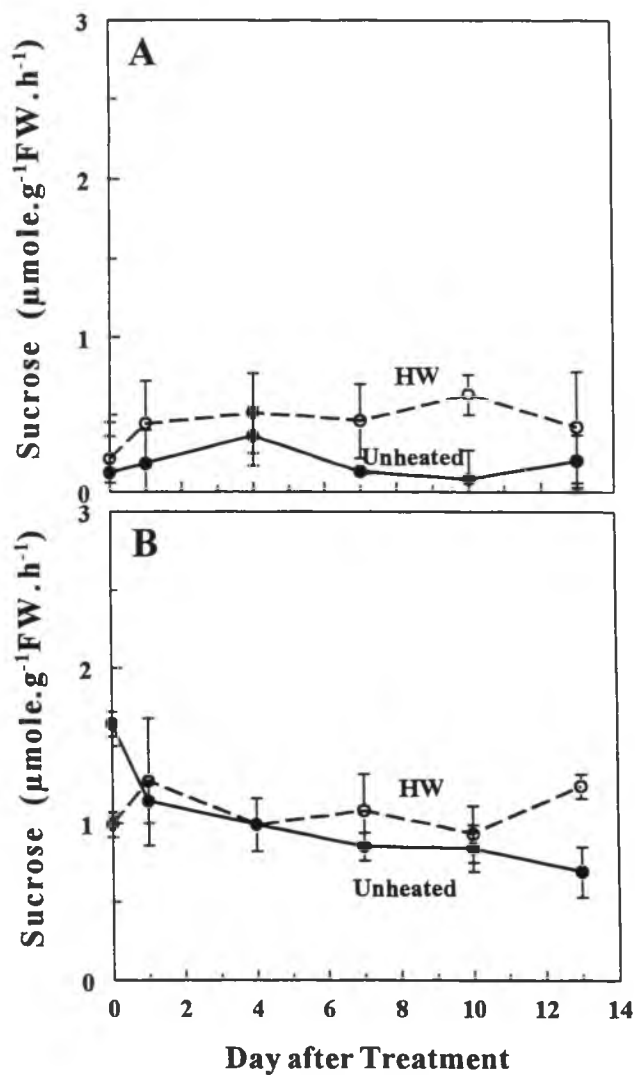 3
A
2
1
0
Sucrose (μmole.g⁻¹FW.h⁻¹)
HW
Unheated
3
B
2
1
0
Sucrose (μmole.g⁻¹FW.h⁻¹)
HW
Unheated
0 2 4 6 8 10 12 14
Day after Treatment